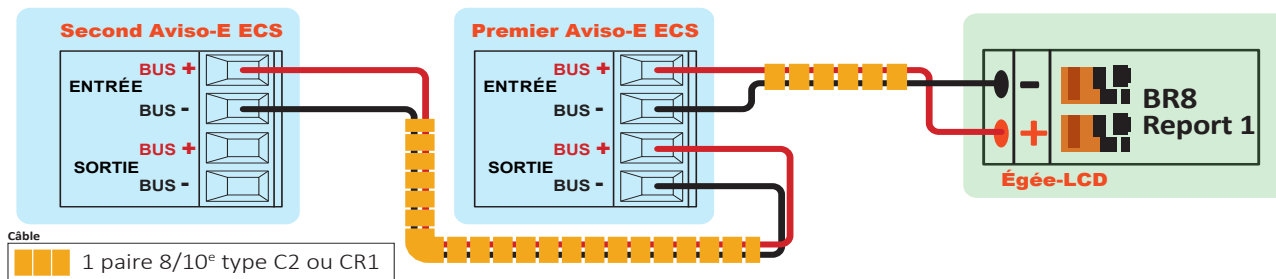 Second Aviso-E ECS
BUS +
ENTRÉE
BUS -
BUS +
SORTIE
BUS -
Premier Aviso-E ECS
BUS +
ENTRÉE
BUS -
BUS +
SORTIE
BUS -
-
+
BR8
Report 1
Égée-LCD
Câble
1 paire 8/10e type C2 ou CR1